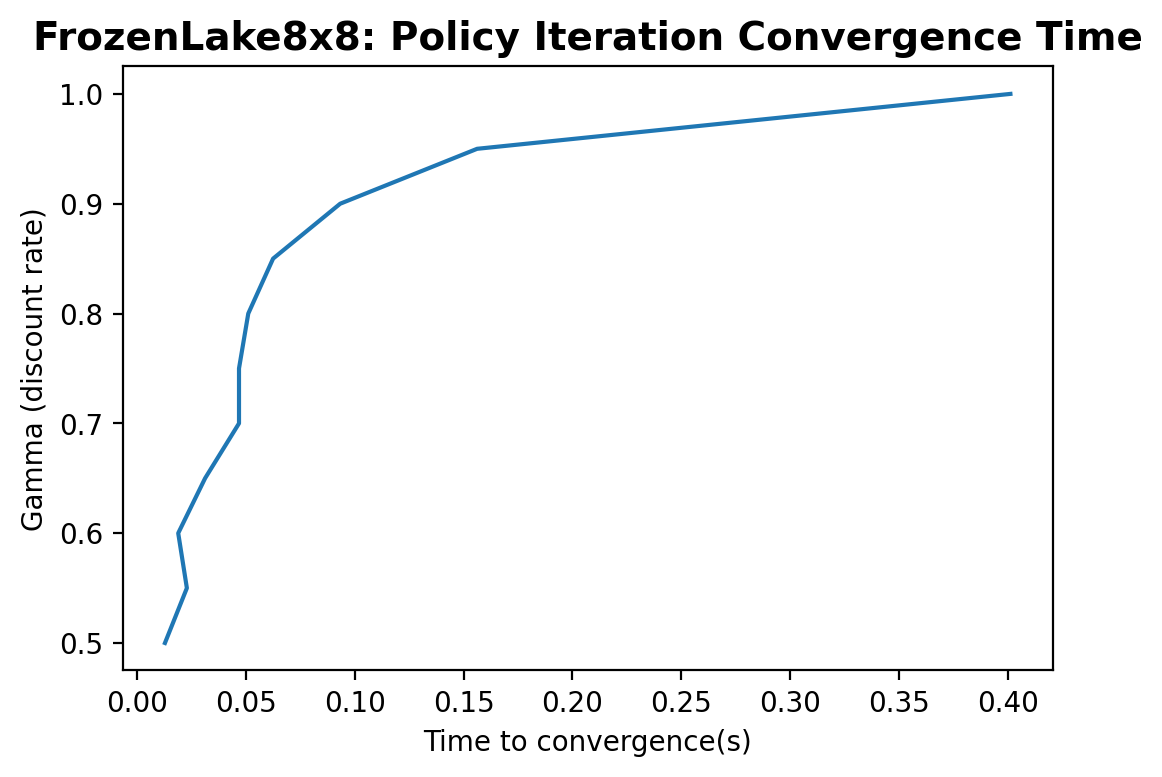 FrozenLake8x8: Policy Iteration Convergence Time
1.0
0.9
0.8
0.7
0.6
0.5
Gamma (discount rate)
0.00 0.05 0.10 0.15 0.20 0.25 0.30 0.35 0.40
Time to convergence(s)